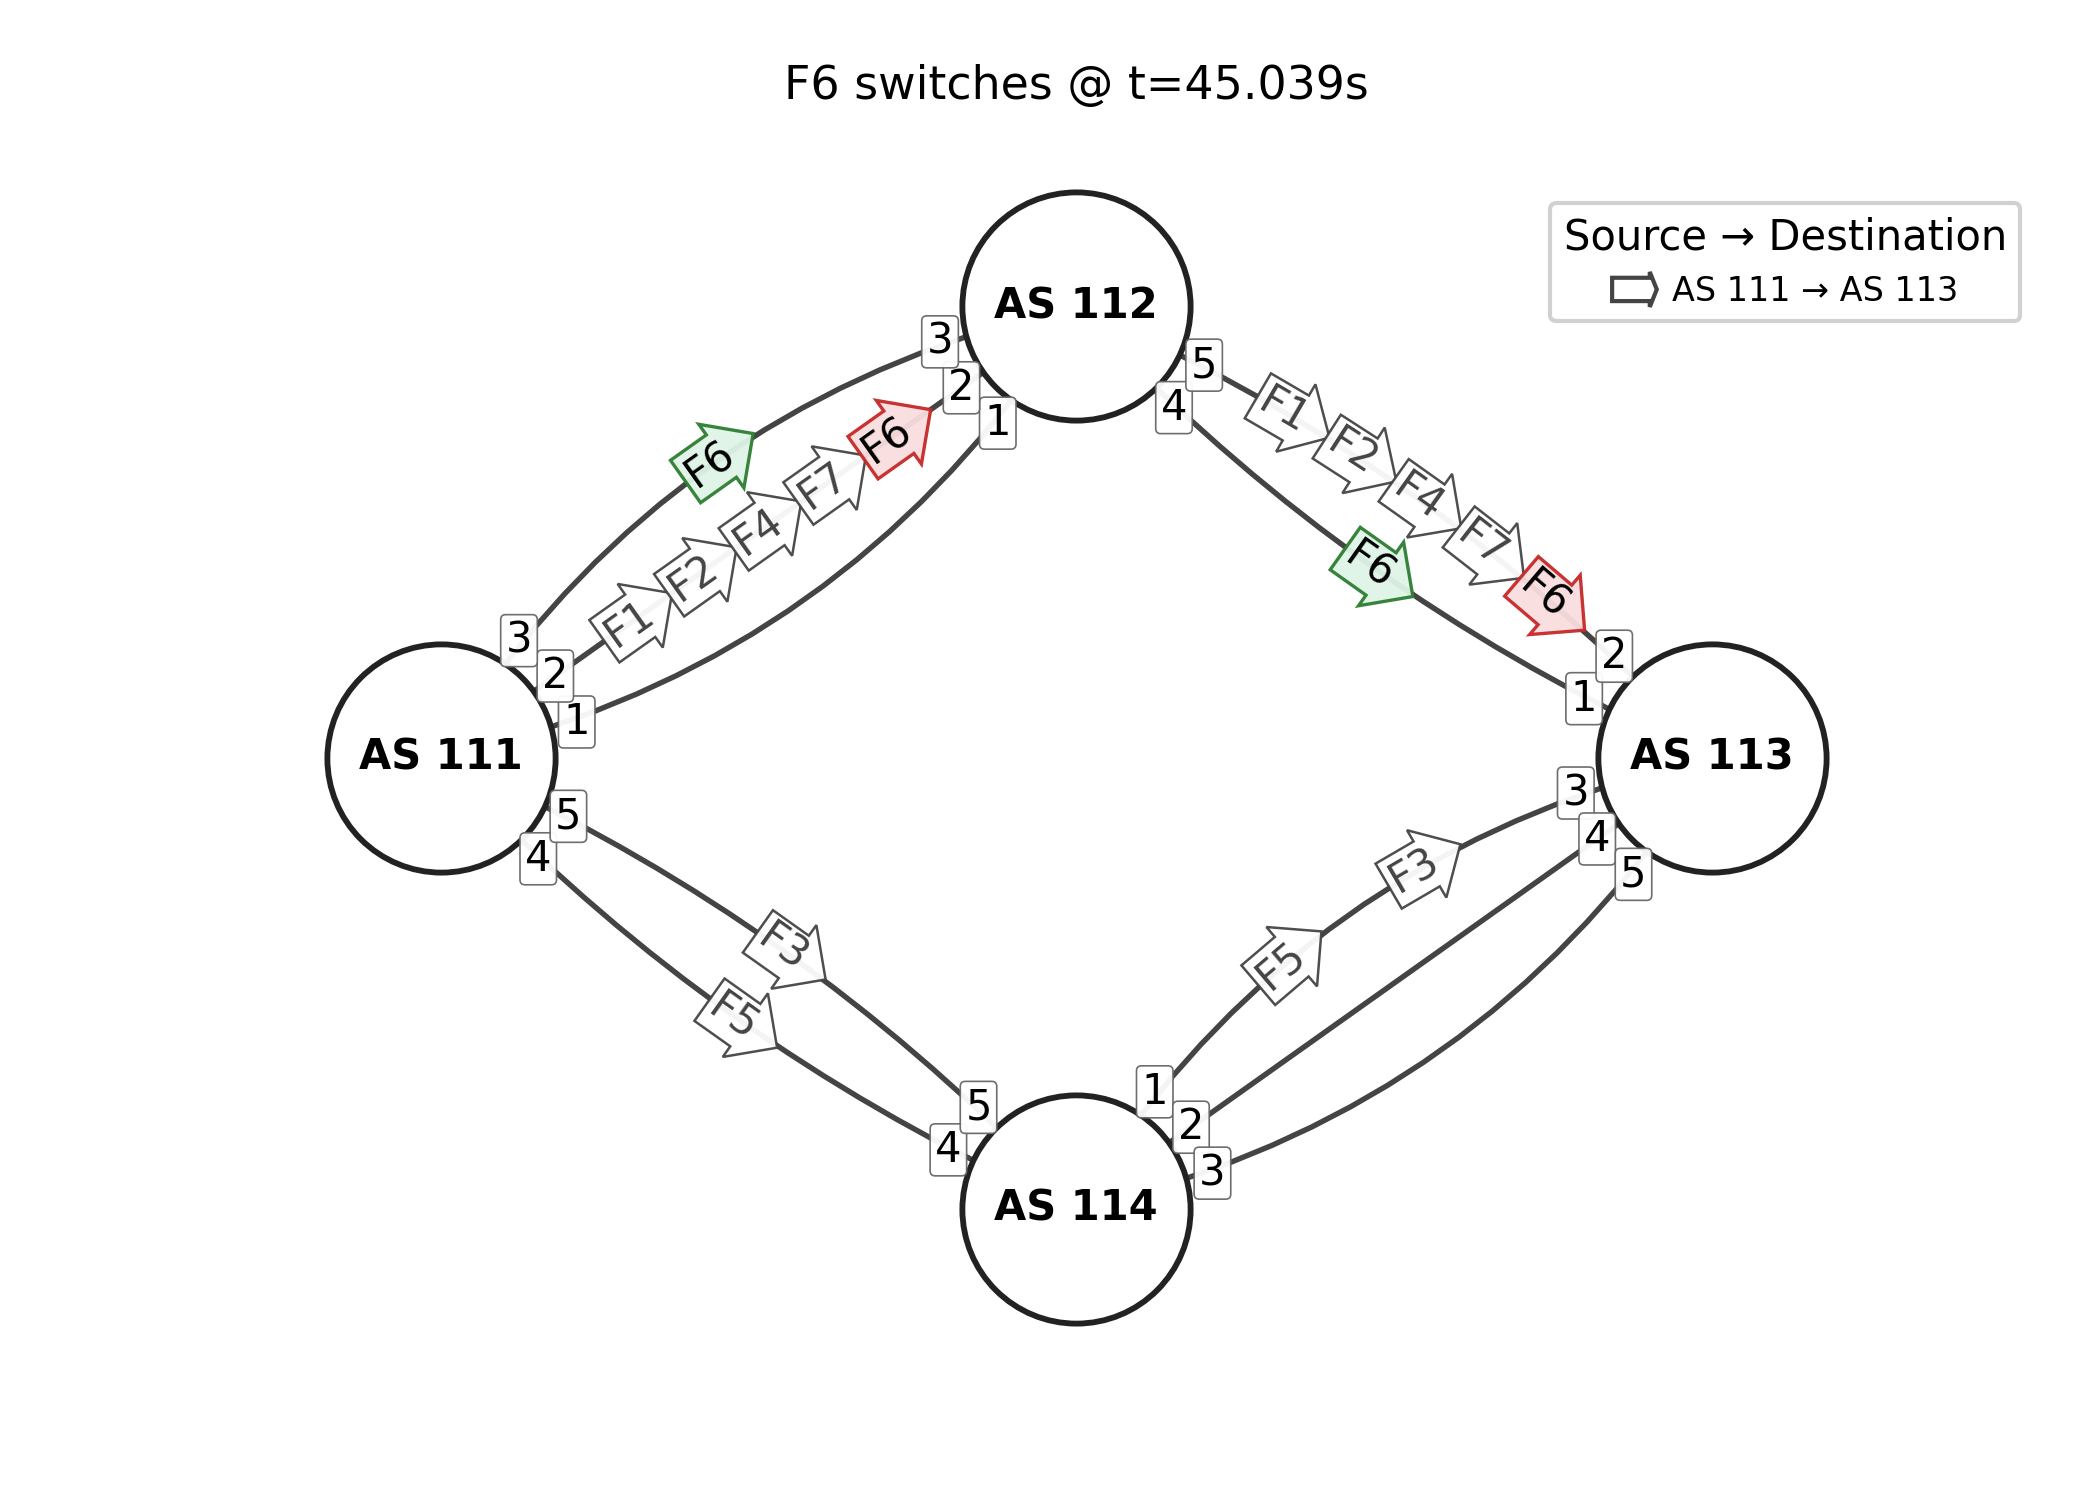 F6 switches @ t=45.039s
Source → Destination
AS 111 → AS 113
AS 112
3
2
1
5
4
F6
F1
F2
F4
F7
F6
F1
F2
F4
F7
F6
F6
3
2
1
2
1
AS 111
AS 113
5
4
3
4
5
F3
F5
F3
F5
5
4
1
2
3
AS 114